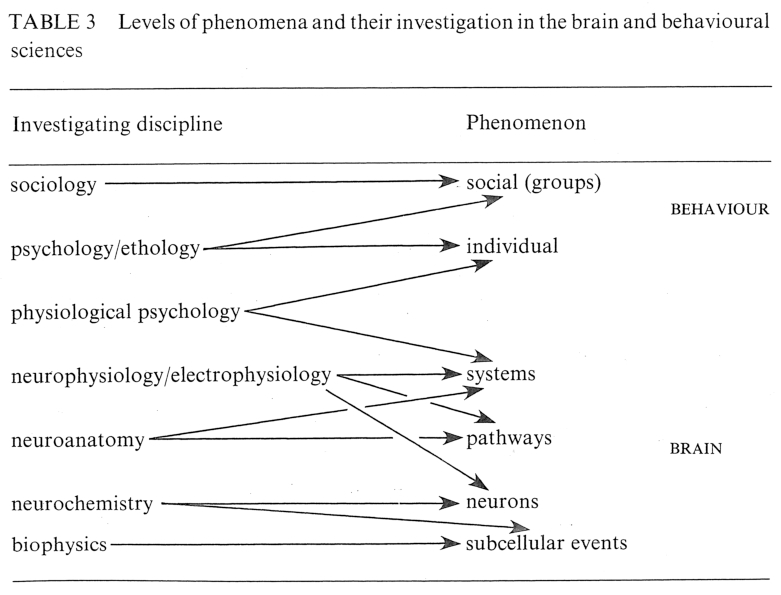 TABLE 3 Levels of phenomena and their investigation in the brain and behavioural
sciences
Investigating discipline Phenomenon
sociology social (groups)
BEHAVIOUR
psychology/ethology individual
physiological psychology
neurophysiology/electrophysiology systems
neuroanatomy pathways
BRAIN
neurochemistry neurons
biophysics subcellular events